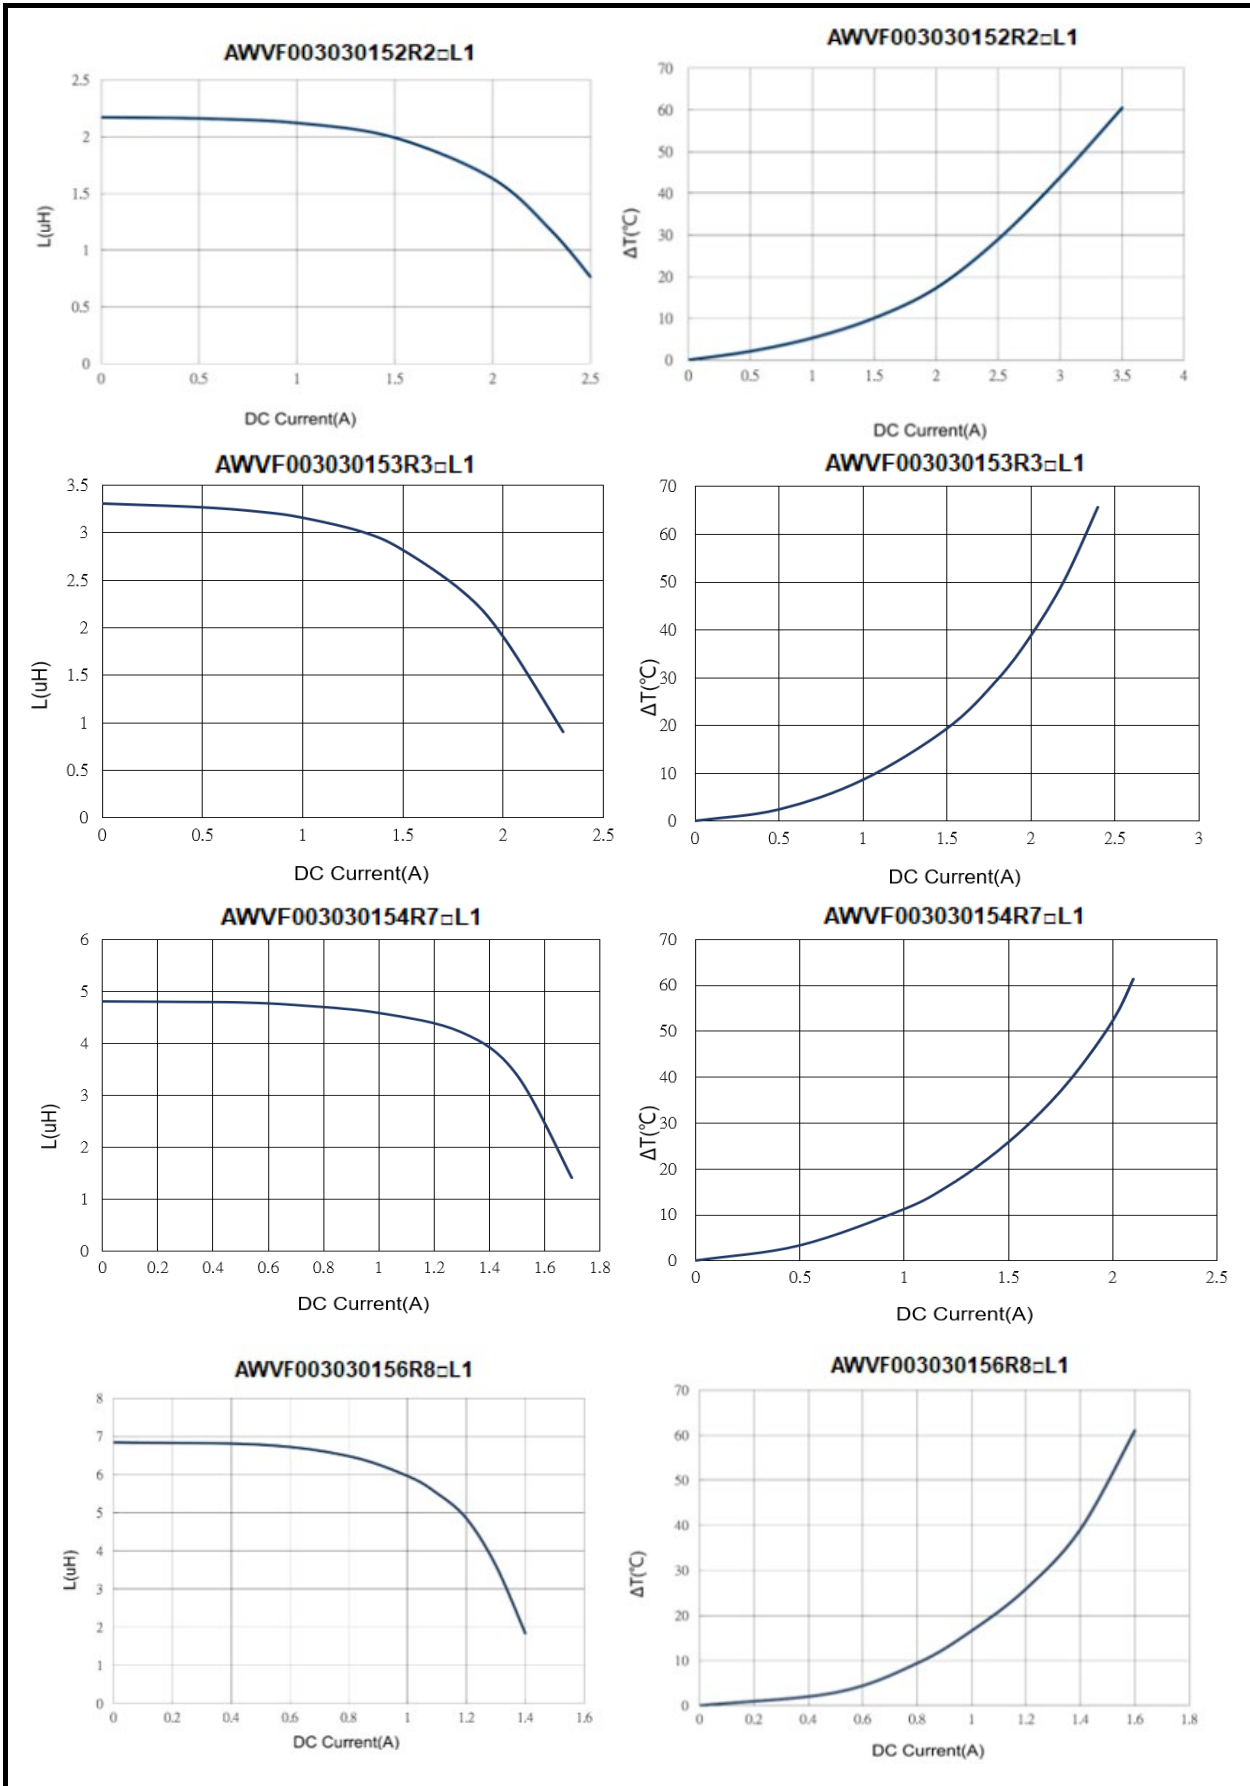 AWVF003030152R2□L1
2.5
2
1.5
1
0.5
0
L(uH)
0 0.5 1 1.5 2 2.5
DC Current(A)
AWVF003030152R2□L1
70
60
50
40
30
20
10
0
ΔT(℃)
0 0.5 1 1.5 2 2.5 3 3.5 4
DC Current(A)
AWVF003030153R3□L1
3.5
3
2.5
2
1.5
1
0.5
0
L(uH)
0 0.5 1 1.5 2 2.5
DC Current(A)
AWVF003030153R3□L1
70
60
50
40
30
20
10
0
ΔT(℃)
0 0.5 1 1.5 2 2.5 3
DC Current(A)
AWVF003030154R7□L1
6
5
4
3
2
1
0
L(uH)
0 0.2 0.4 0.6 0.8 1 1.2 1.4 1.6 1.8
DC Current(A)
AWVF003030154R7□L1
70
60
50
40
30
20
10
0
ΔT(℃)
0 0.5 1 1.5 2 2.5
DC Current(A)
AWVF003030156R8□L1
8
7
6
5
4
3
2
1
0
L(uH)
0 0.2 0.4 0.6 0.8 1 1.2 1.4 1.6
DC Current(A)
AWVF003030156R8□L1
70
60
50
40
30
20
10
0
ΔT(℃)
0 0.2 0.4 0.6 0.8 1 1.2 1.4 1.6 1.8
DC Current(A)